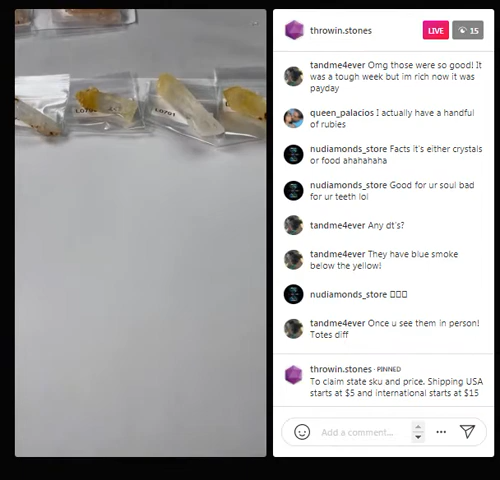 throwin.stones
LIVE
15
tandme4ever Omg those were so good! It
was a tough week but im rich now it was
payday
queen_palacios I actually have a handful
of rubies
nudiamonds_store Facts it's either crystals
or food ahahahaha
nudiamonds_store Good for ur soul bad
for ur teeth lol
tandme4ever Any dt's?
tandme4ever They have blue smoke
below the yellow!
nudiamonds_store
tandme4ever Once u see them in person!
Totes diff
throwin.stones · PINNED
To claim state sku and price. Shipping USA
starts at $5 and international starts at $15
Add a comment...
L0791